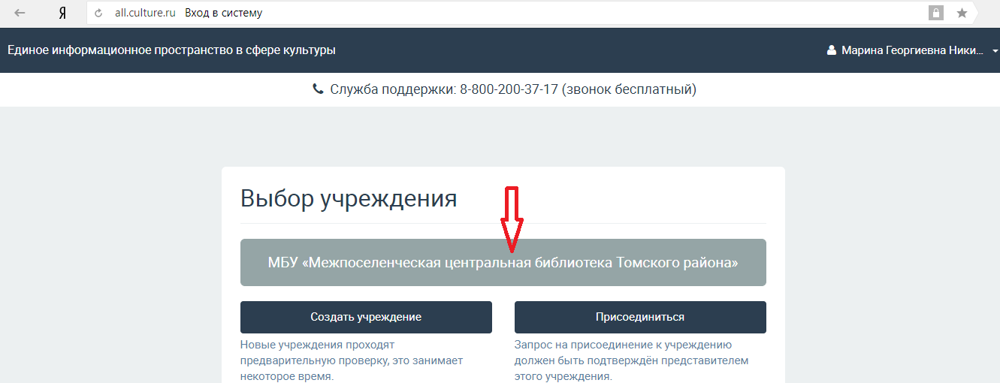 Я all.culture.ru Вход в систему
Единое информационное пространство в сфере культуры
Марина Георгиевна Ники...
Служба поддержки: 8-800-200-37-17 (звонок бесплатный)
Выбор учреждения
МБУ «Межпоселенческая центральная библиотека Томского района»
Создать учреждение
Новые учреждения проходят
предварительную проверку, это занимает
некоторое время.
Присоединиться
Запрос на присоединение к учреждению
должен быть подтверждён представителем
этого учреждения.